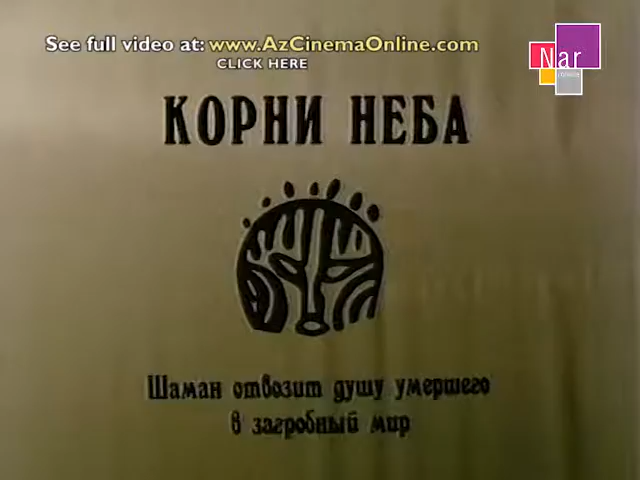 See full video at: www.AzCinemaOnline.com
CLICK HERE
Nar
КОРНИ НЕБА
Шаман отвозит душу умершего
в загробный мир